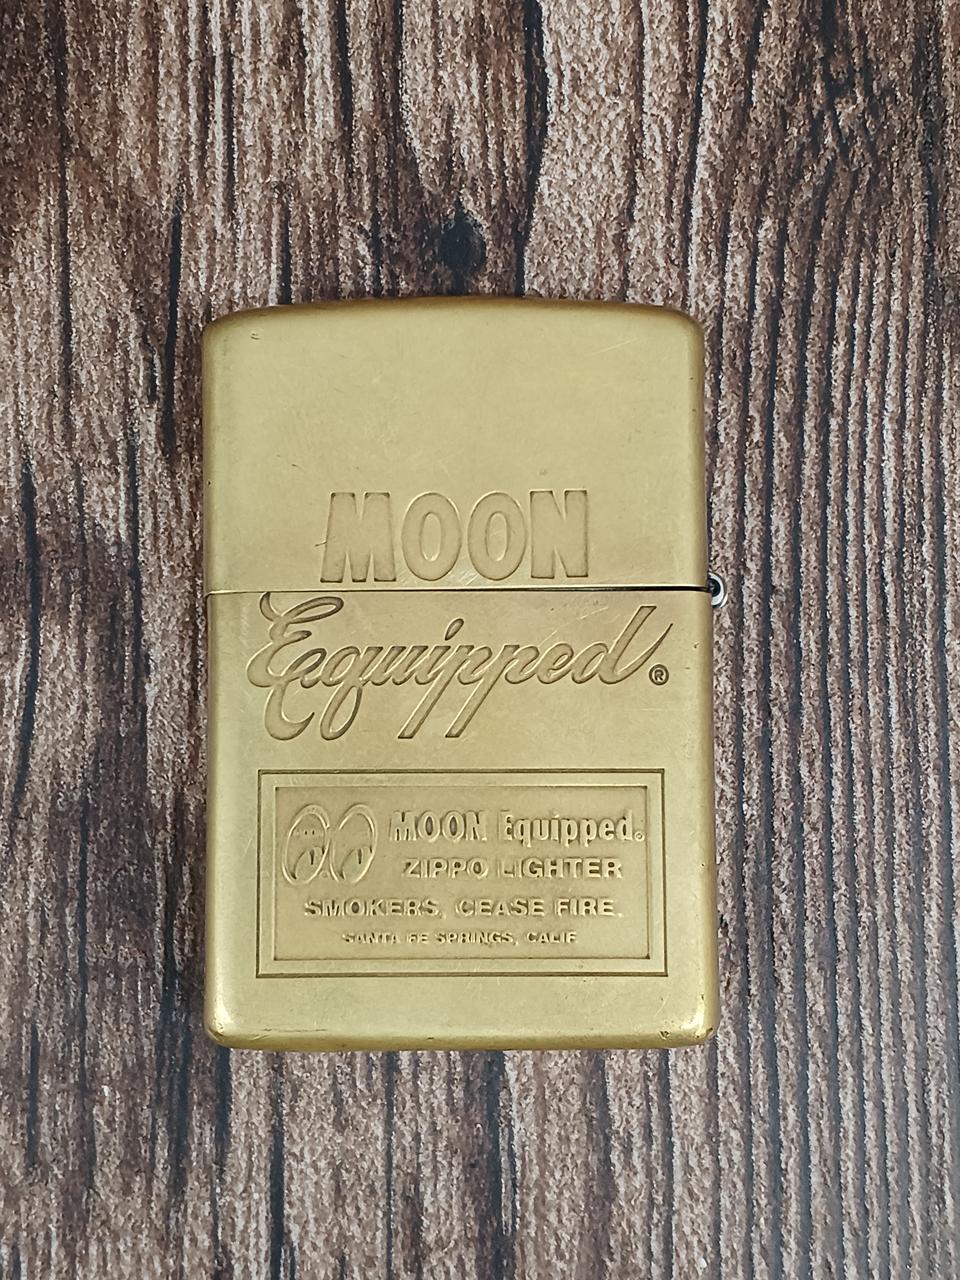 MOON
Equipped®
MOON Equipped®
ZIPPO LIGHTER
SMOKERS, CEASE FIRE.
SANTA FE SPRINGS, CALIF.